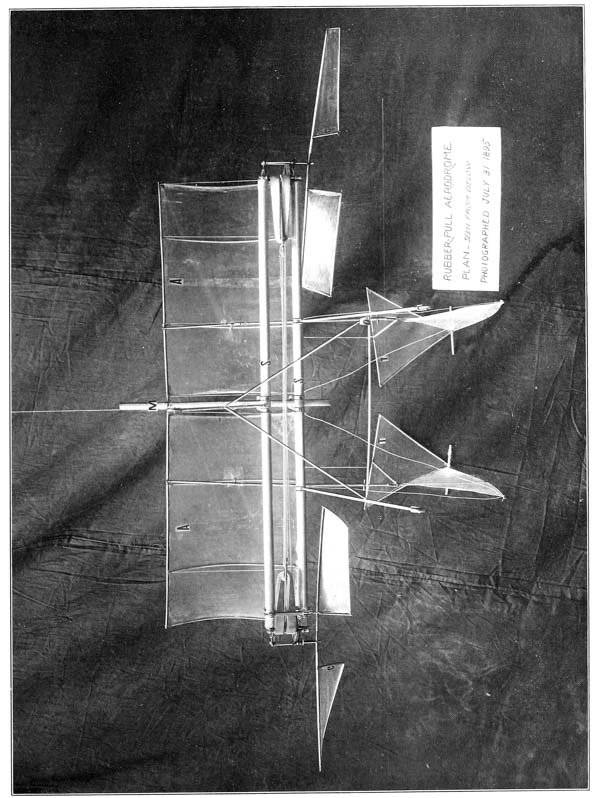 RUBBER-PULL AERODROME
PLAN - SEEN FROM BELOW
PHOTOGRAPHED JULY 31 1895
A
M
S
S
A
C